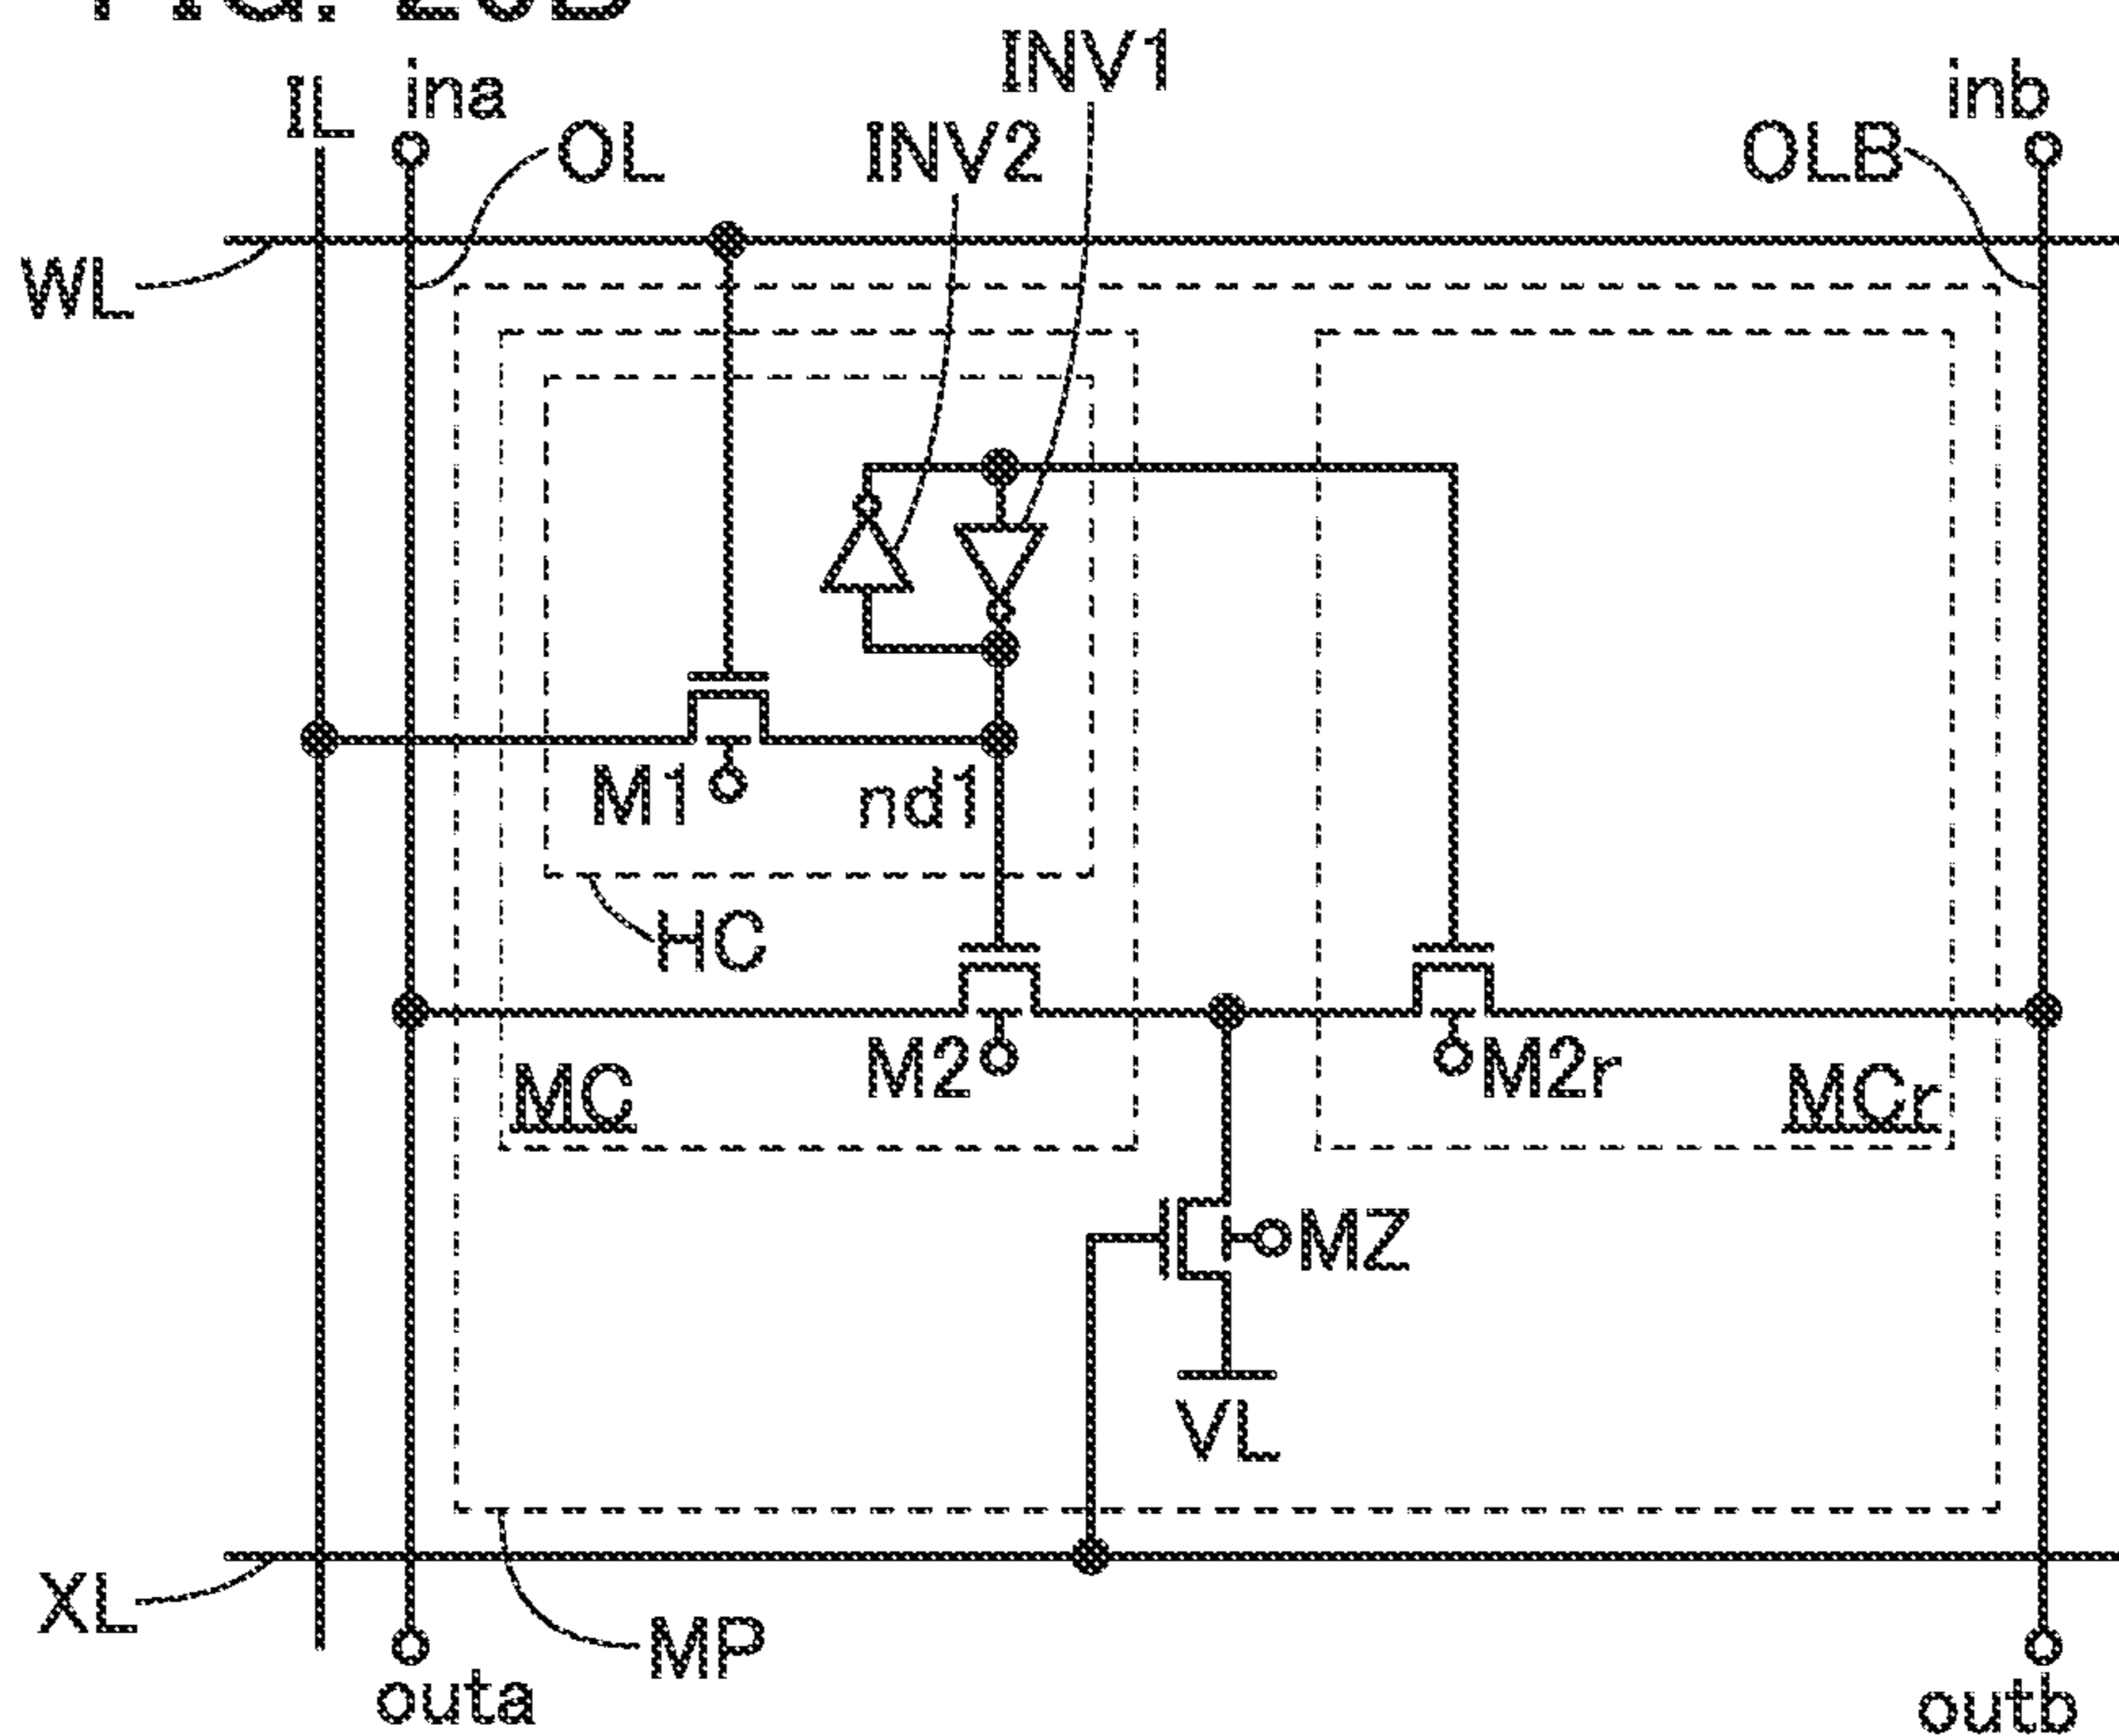 INV1
IL
ina
inb
OL
INV2
OLB
WL
M1
nd1
HC
M2
M2r
MC
MCr
MZ
VL
XL
MP
outa
outb